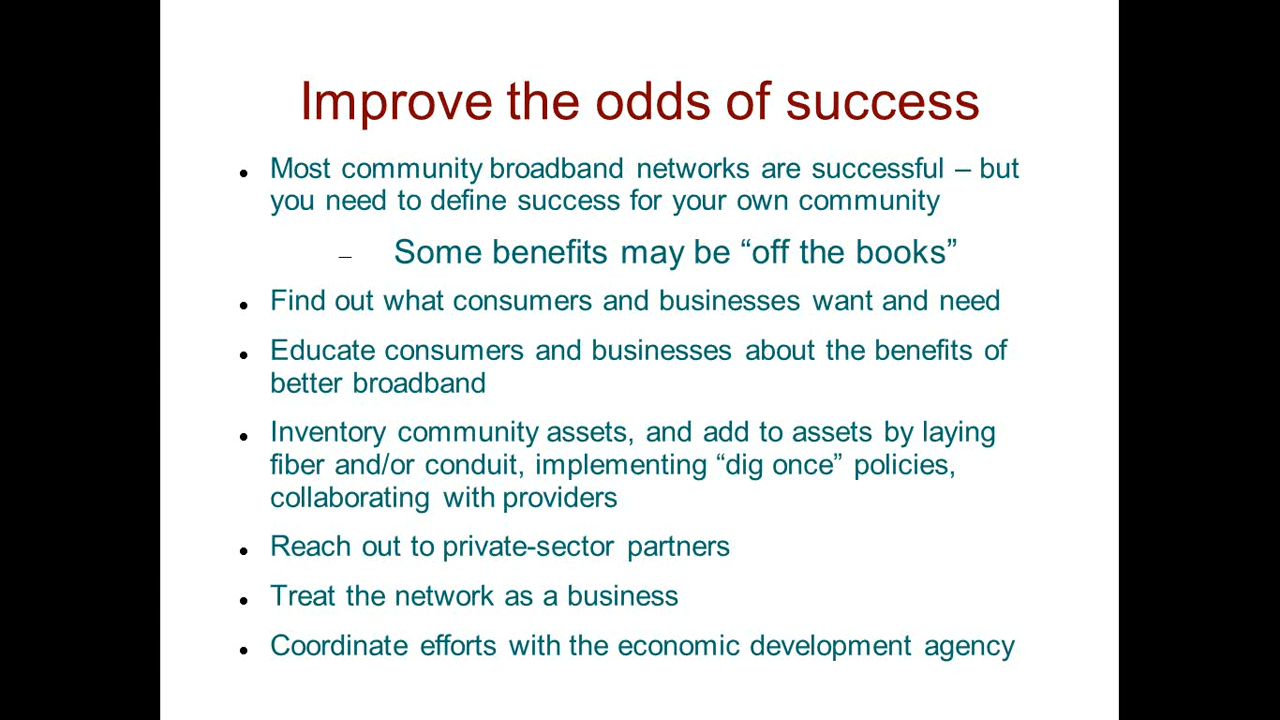 Improve the odds of success
• Most community broadband networks are successful – but
you need to define success for your own community
– Some benefits may be “off the books”
• Find out what consumers and businesses want and need
• Educate consumers and businesses about the benefits of
better broadband
• Inventory community assets, and add to assets by laying
fiber and/or conduit, implementing “dig once” policies,
collaborating with providers
• Reach out to private-sector partners
• Treat the network as a business
• Coordinate efforts with the economic development agency